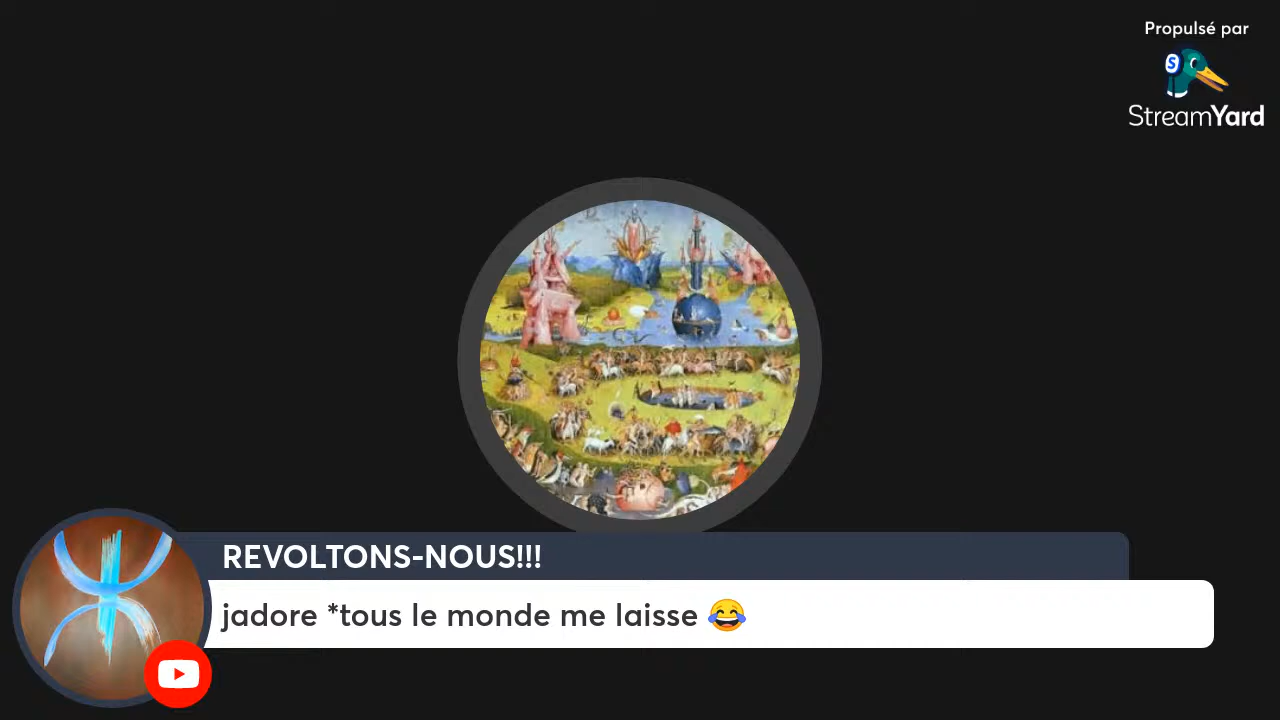 Propulsé par
S
StreamYard
REVOLTONS-NOUS!!!
jadore *tous le monde me laisse 😂